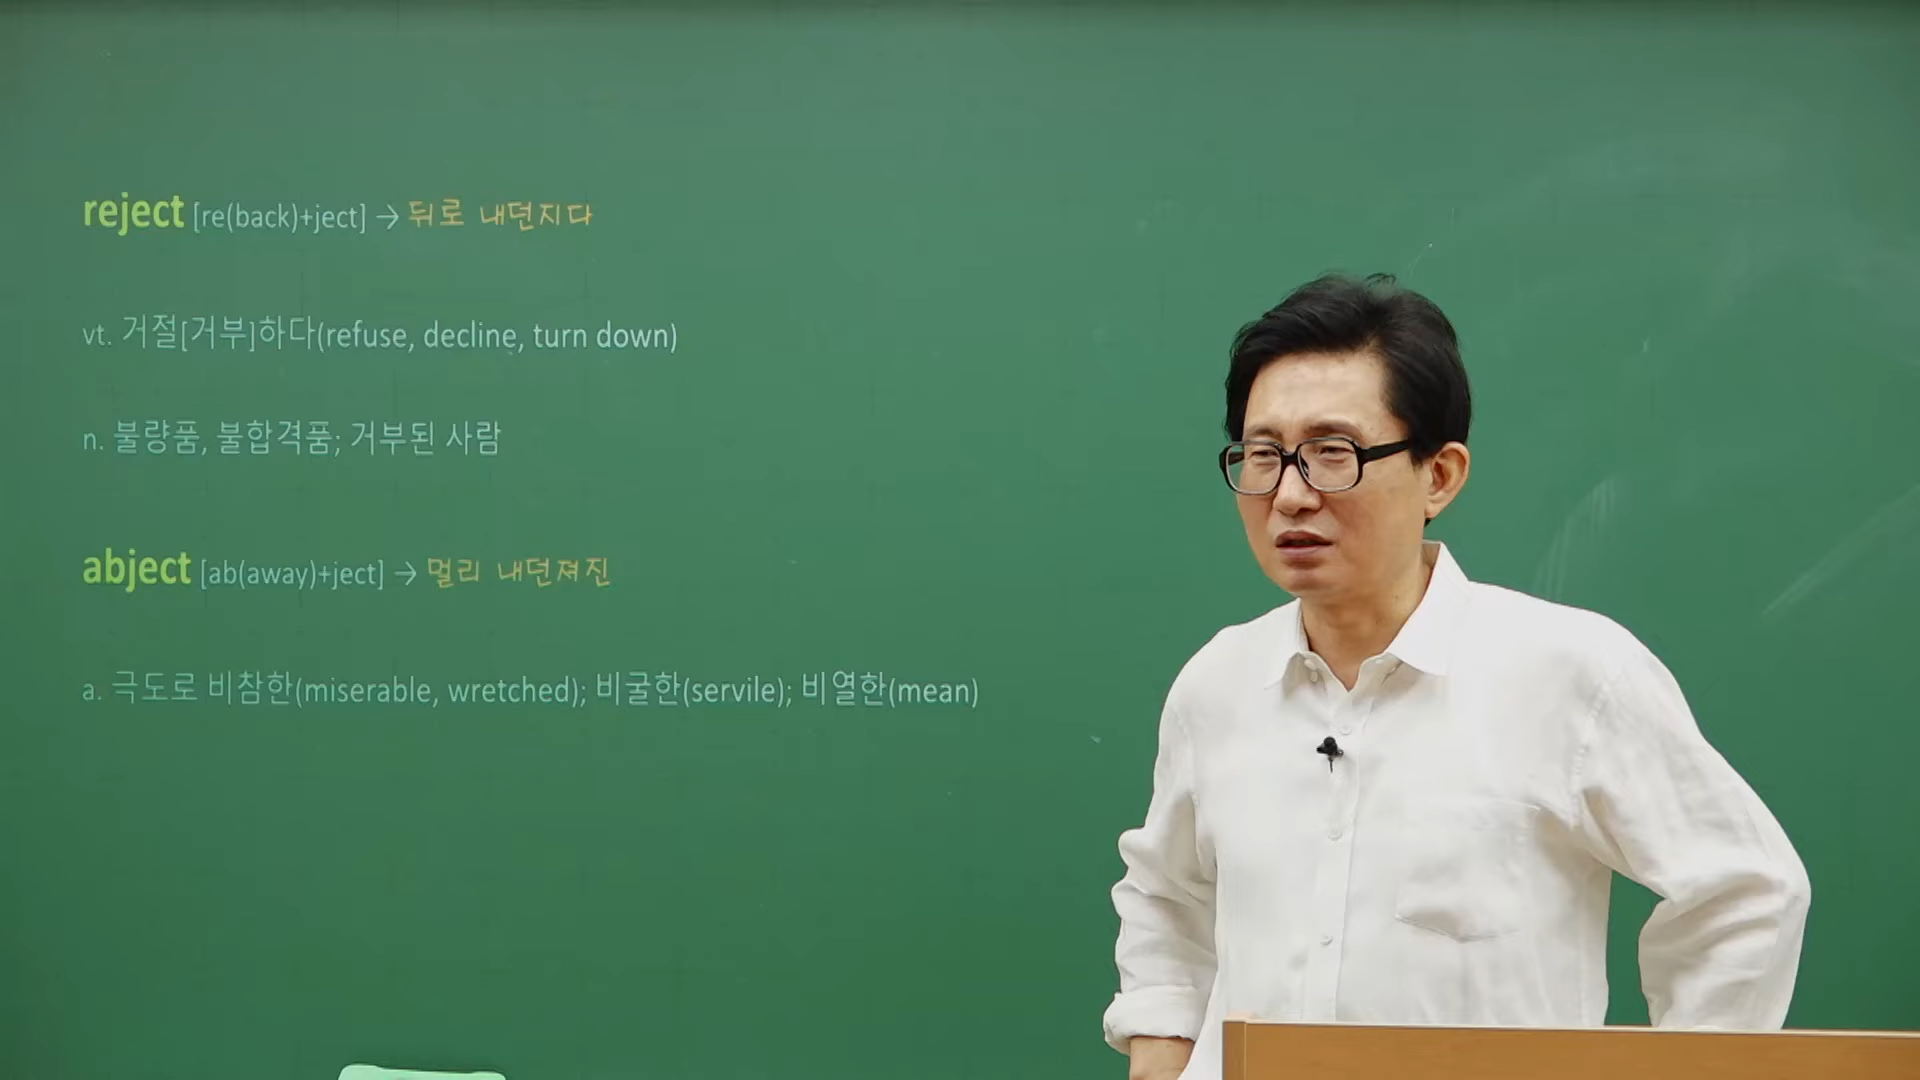 reject [re(back)+ject] → 뒤로 내던지다
vt. 거절[거부]하다(refuse, decline, turn down)
n. 불량품, 불합격품; 거부된 사람
abject [ab(away)+ject] → 멀리 내던져진
a. 극도로 비참한(miserable, wretched); 비굴한(servile); 비열한(mean)